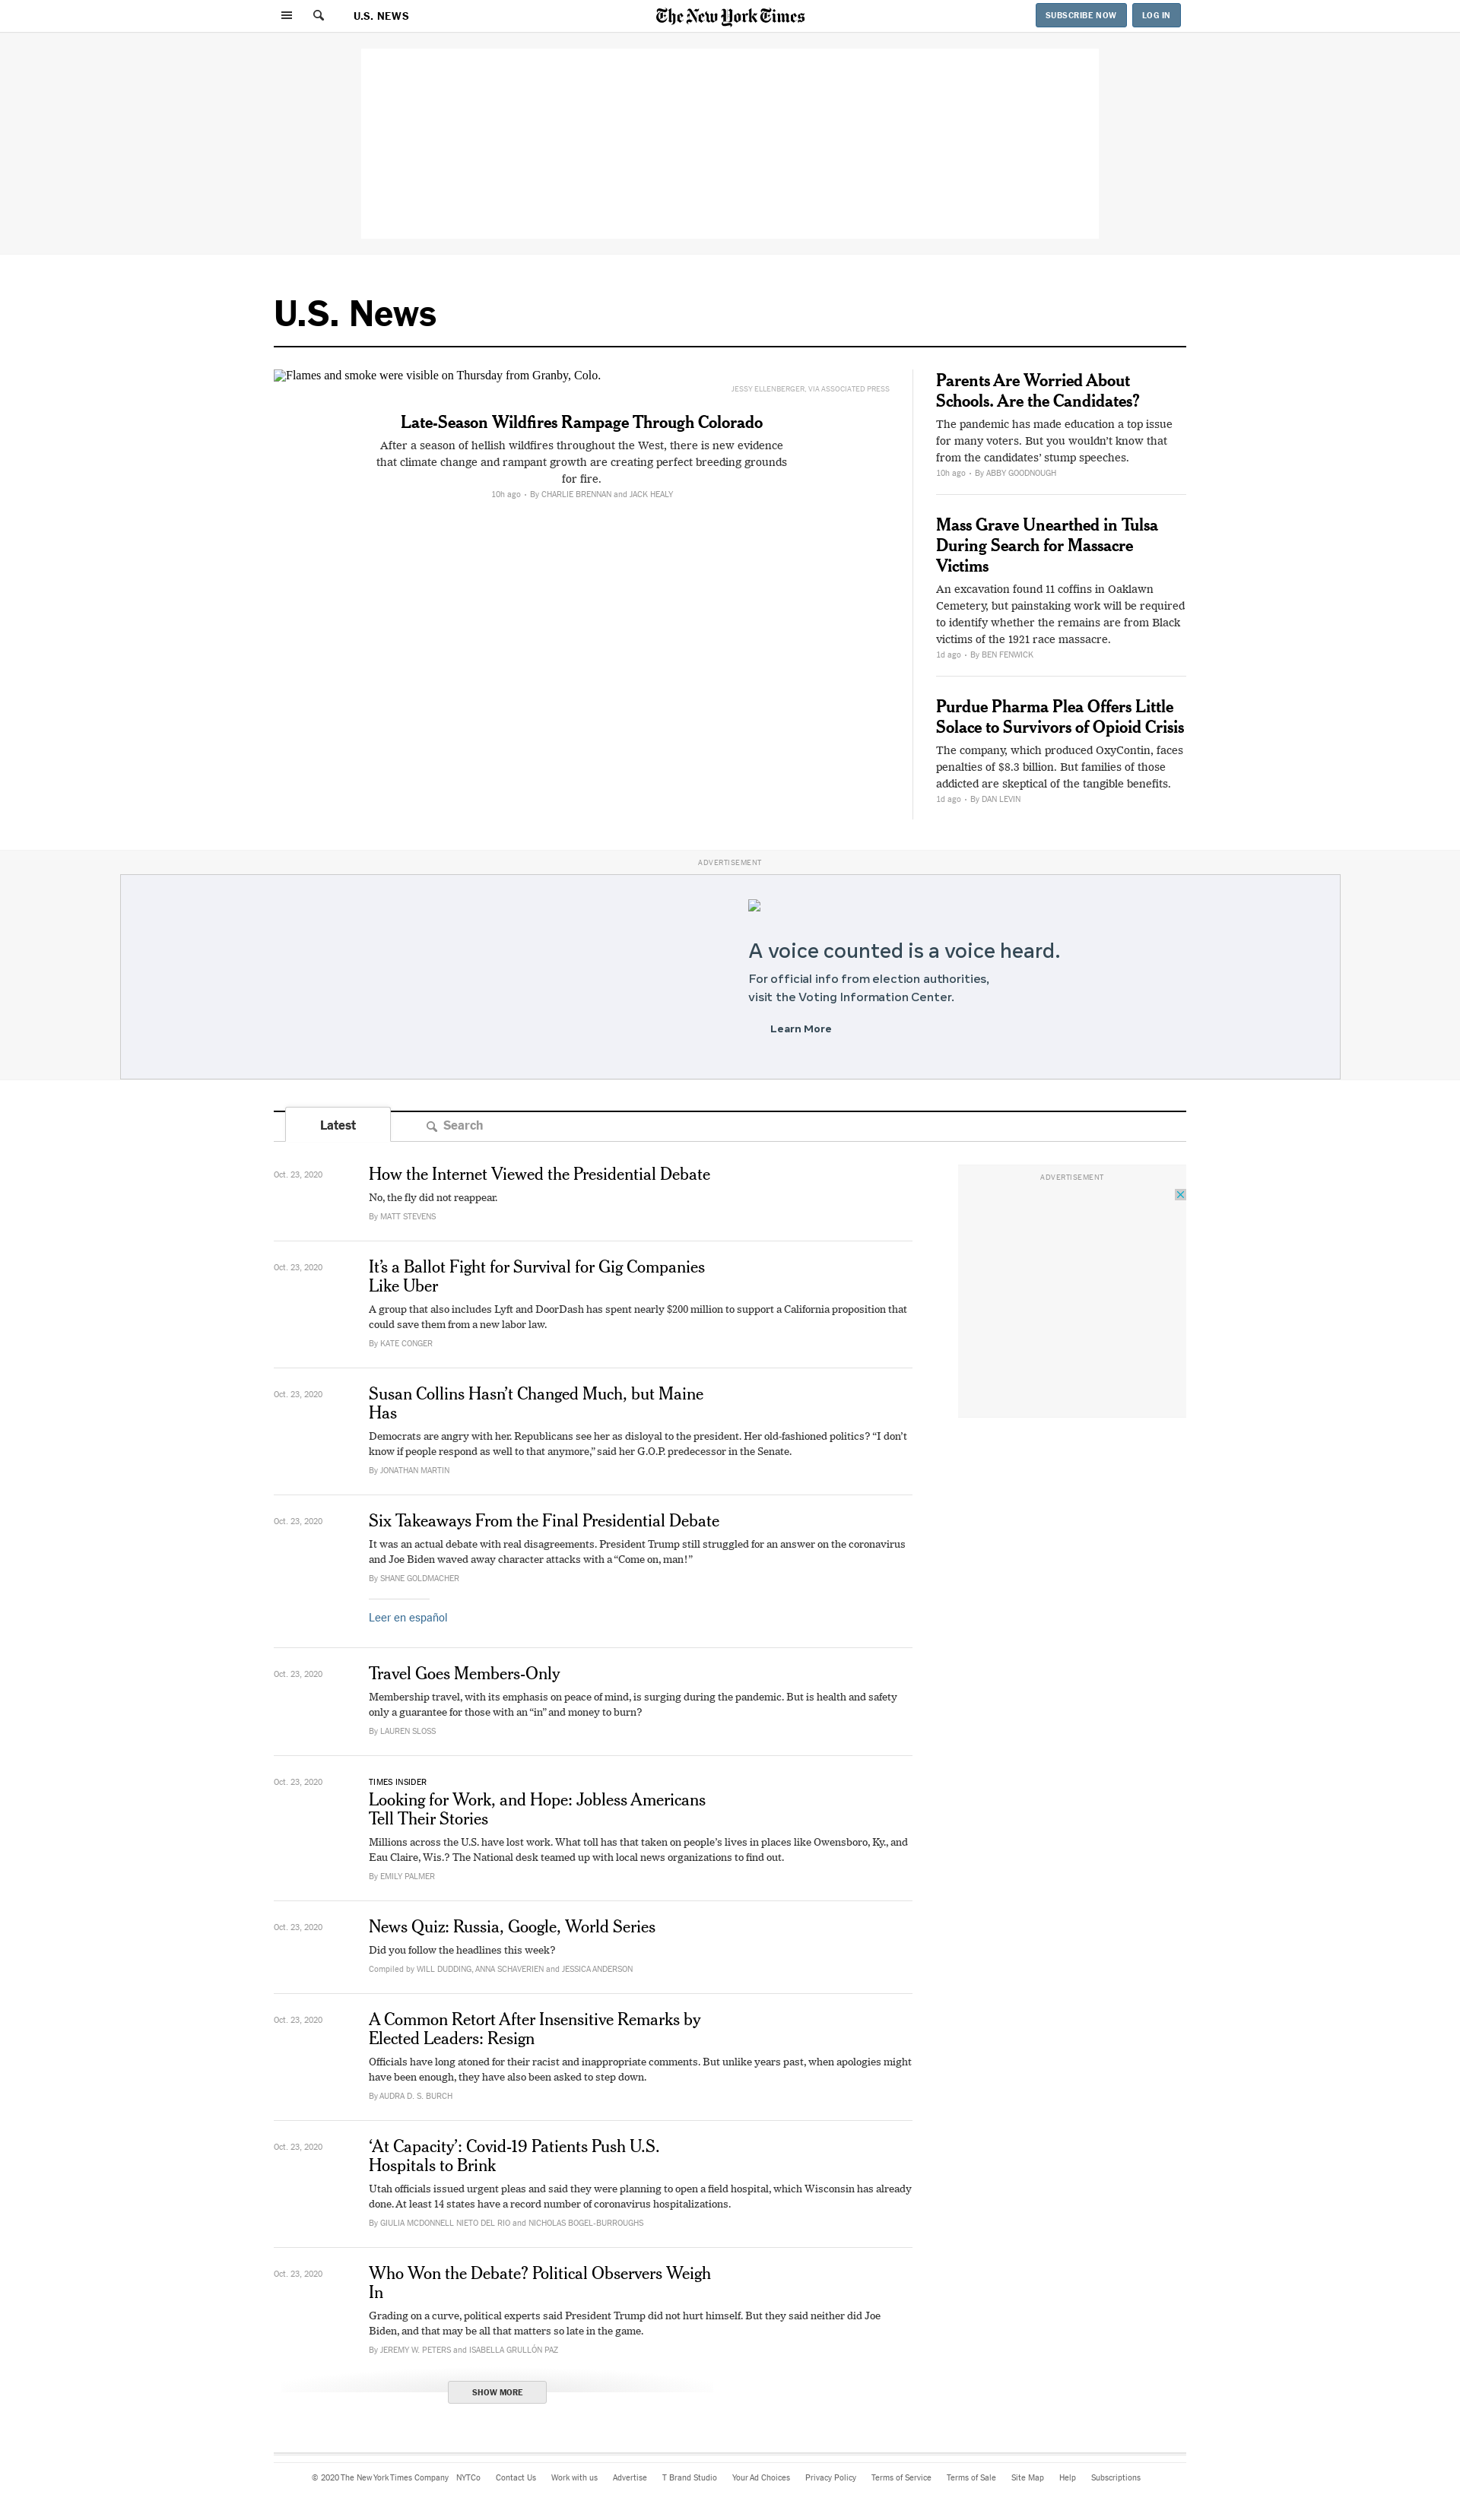 U.S. NEWS
The New York Times
SUBSCRIBE NOW
LOG IN
U.S. News
Flames and smoke were visible on Thursday from Granby, Colo.
JESSY ELLENBERGER, VIA ASSOCIATED PRESS
Late-Season Wildfires Rampage Through Colorado
After a season of hellish wildfires throughout the West, there is new evidence
that climate change and rampant growth are creating perfect breeding grounds
for fire.
10h ago • By CHARLIE BRENNAN and JACK HEALY
Parents Are Worried About
Schools. Are the Candidates?
The pandemic has made education a top issue
for many voters. But you wouldn't know that
from the candidates' stump speeches.
10h ago • By ABBY GOODNOUGH
Mass Grave Unearthed in Tulsa
During Search for Massacre
Victims
An excavation found 11 coffins in Oaklawn
Cemetery, but painstaking work will be required
to identify whether the remains are from Black
victims of the 1921 race massacre.
1d ago • By BEN FENWICK
Purdue Pharma Plea Offers Little
Solace to Survivors of Opioid Crisis
The company, which produced OxyContin, faces
penalties of $8.3 billion. But families of those
addicted are skeptical of the tangible benefits.
1d ago • By DAN LEVIN
ADVERTISEMENT
A voice counted is a voice heard.
For official info from election authorities,
visit the Voting Information Center.
Learn More
Latest
Search
Oct. 23, 2020
How the Internet Viewed the Presidential Debate
No, the fly did not reappear.
By MATT STEVENS
ADVERTISEMENT
Oct. 23, 2020
It's a Ballot Fight for Survival for Gig Companies
Like Uber
A group that also includes Lyft and DoorDash has spent nearly $200 million to support a California proposition that
could save them from a new labor law.
By KATE CONGER
Oct. 23, 2020
Susan Collins Hasn't Changed Much, but Maine
Has
Democrats are angry with her. Republicans see her as disloyal to the president. Her old-fashioned politics? “I don't
know if people respond as well to that anymore,” said her G.O.P. predecessor in the Senate.
By JONATHAN MARTIN
Oct. 23, 2020
Six Takeaways From the Final Presidential Debate
It was an actual debate with real disagreements. President Trump still struggled for an answer on the coronavirus
and Joe Biden waved away character attacks with a “Come on, man!”
By SHANE GOLDMACHER
Leer en español
Oct. 23, 2020
Travel Goes Members-Only
Membership travel, with its emphasis on peace of mind, is surging during the pandemic. But is health and safety
only a guarantee for those with an “in” and money to burn?
By LAUREN SLOSS
Oct. 23, 2020
TIMES INSIDER
Looking for Work, and Hope: Jobless Americans
Tell Their Stories
Millions across the U.S. have lost work. What toll has that taken on people's lives in places like Owensboro, Ky., and
Eau Claire, Wis.? The National desk teamed up with local news organizations to find out.
By EMILY PALMER
Oct. 23, 2020
News Quiz: Russia, Google, World Series
Did you follow the headlines this week?
Compiled by WILL DUDDING, ANNA SCHAVERIEN and JESSICA ANDERSON
Oct. 23, 2020
A Common Retort After Insensitive Remarks by
Elected Leaders: Resign
Officials have long atoned for their racist and inappropriate comments. But unlike years past, when apologies might
have been enough, they have also been asked to step down.
By AUDRA D. S. BURCH
Oct. 23, 2020
‘At Capacity’: Covid-19 Patients Push U.S.
Hospitals to Brink
Utah officials issued urgent pleas and said they were planning to open a field hospital, which Wisconsin has already
done. At least 14 states have a record number of coronavirus hospitalizations.
By GIULIA MCDONNELL NIETO DEL RIO and NICHOLAS BOGEL-BURROUGHS
Oct. 23, 2020
Who Won the Debate? Political Observers Weigh
In
Grading on a curve, political experts said President Trump did not hurt himself. But they said neither did Joe
Biden, and that may be all that matters so late in the game.
By JEREMY W. PETERS and ISABELLA GRULLÓN PAZ
SHOW MORE
© 2020 The New York Times Company NYTCo Contact Us Work with us Advertise T Brand Studio Your Ad Choices Privacy Policy Terms of Service Terms of Sale Site Map Help Subscriptions